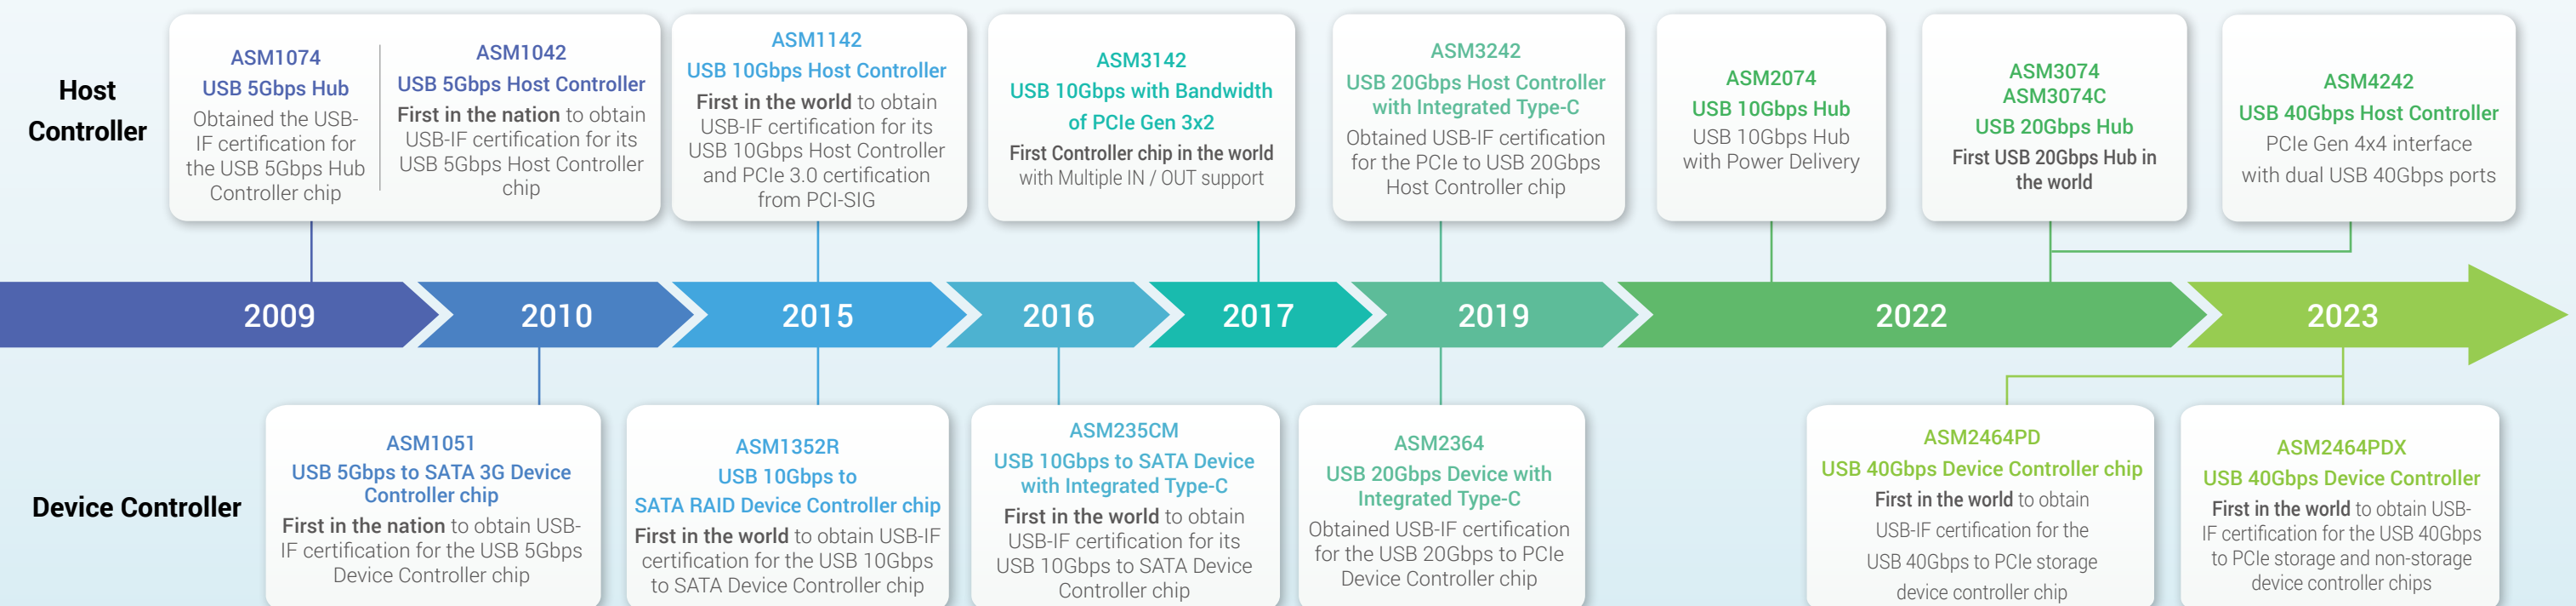 Host
Controller
ASM1074
USB 5Gbps Hub
Obtained the USB-
IF certification for
the USB 5Gbps Hub
Controller chip
ASM1042
USB 5Gbps Host Controller
First in the nation to obtain
USB-IF certification for its
USB 5Gbps Host Controller
chip
ASM1142
USB 10Gbps Host Controller
First in the world to obtain
USB-IF certification for its
USB 10Gbps Host Controller
and PCIe 3.0 certification
from PCI-SIG
ASM3142
USB 10Gbps with Bandwidth
of PCIe Gen 3x2
First Controller chip in the world
with Multiple IN / OUT support
ASM3242
USB 20Gbps Host Controller
with Integrated Type-C
Obtained USB-IF certification
for the PCIe to USB 20Gbps
Host Controller chip
ASM2074
USB 10Gbps Hub
USB 10Gbps Hub
with Power Delivery
ASM3074
ASM3074C
USB 20Gbps Hub
First USB 20Gbps Hub in
the world
ASM4242
USB 40Gbps Host Controller
PCIe Gen 4x4 interface
with dual USB 40Gbps ports
2009
2010
2015
2016
2017
2019
2022
2023
Device Controller
ASM1051
USB 5Gbps to SATA 3G Device
Controller chip
First in the nation to obtain USB-
IF certification for the USB 5Gbps
Device Controller chip
ASM1352R
USB 10Gbps to
SATA RAID Device Controller chip
First in the world to obtain USB-IF
certification for the USB 10Gbps
to SATA Device Controller chip
ASM235CM
USB 10Gbps to SATA Device
with Integrated Type-C
First in the world to obtain
USB-IF certification for its
USB 10Gbps to SATA Device
Controller chip
ASM2364
USB 20Gbps Device with
Integrated Type-C
Obtained USB-IF certification
for the USB 20Gbps to PCIe
Device Controller chip
ASM2464PD
USB 40Gbps Device Controller chip
First in the world to obtain
USB-IF certification for the
USB 40Gbps to PCIe storage
device controller chip
ASM2464PDX
USB 40Gbps Device Controller
First in the world to obtain USB-
IF certification for the USB 40Gbps
to PCIe storage and non-storage
device controller chips